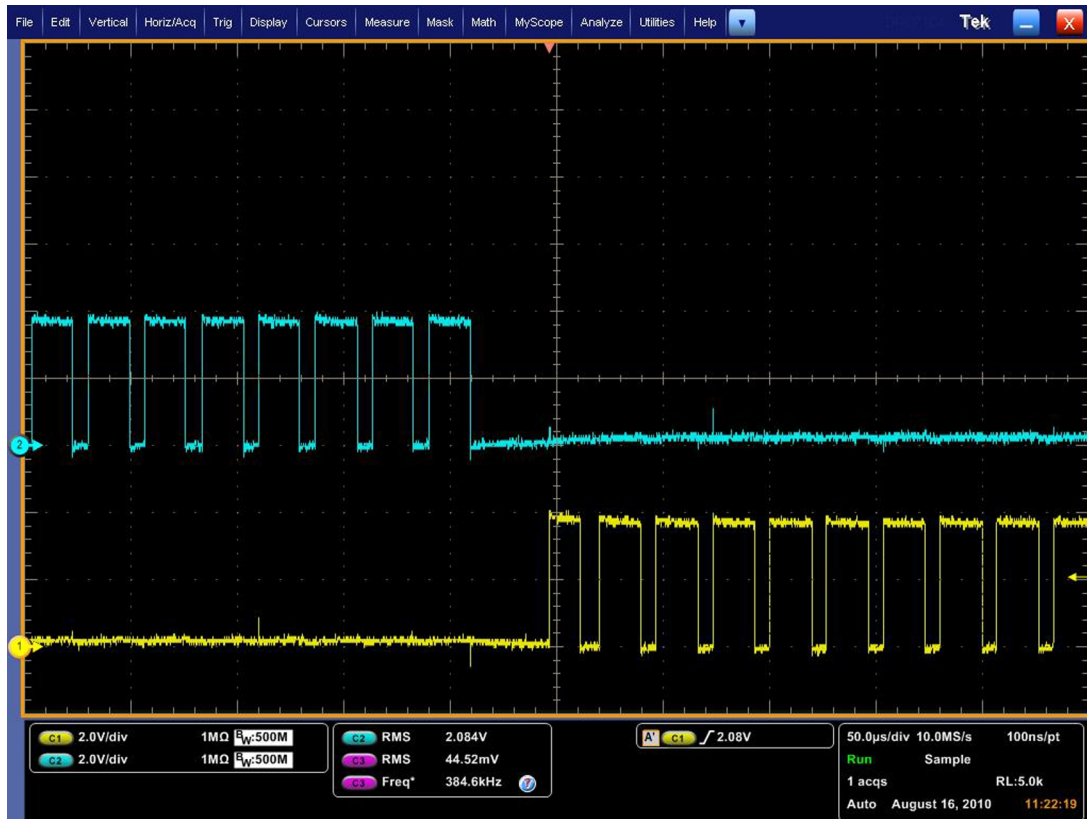 File Edit Vertical Horiz/Acq Trig Display Cursors Measure Mask Math MyScope Analyze Utilities Help Tek X
2
1
C1 2.0V/div 1MΩ BW:500M
C2 2.0V/div 1MΩ BW:500M
C2 RMS 2.084V
C3 RMS 44.52mV
C3 Freq* 384.6kHz
A' C1 2.08V
50.0µs/div 10.0MS/s 100ns/pt
Run Sample
1 acqs RL:5.0k
Auto August 16, 2010 11:22:19